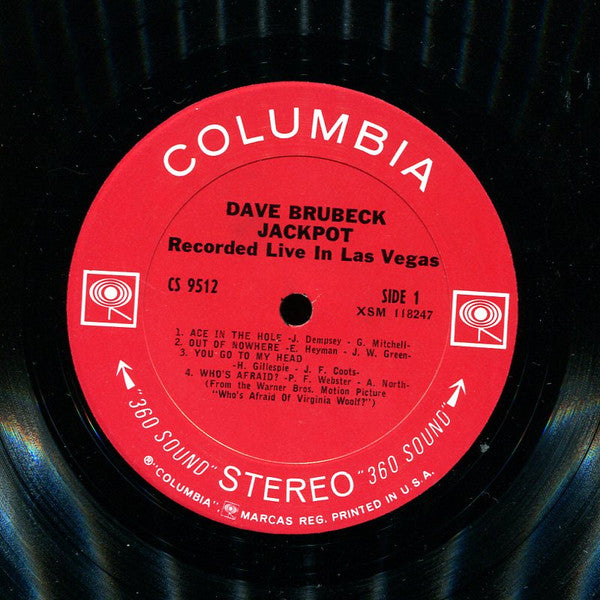 COLUMBIA
DAVE BRUBECK
JACKPOT
Recorded Live In Las Vegas
CS 9512
SIDE 1
XSM 118247
1. ACE IN THE HOLE -J. Dempsey - G. Mitchell-
2. OUT OF NOWHERE -E. Heyman - J. W. Green-
3. YOU GO TO MY HEAD
-H. Gillespie - J. F. Coots-
4. WHO'S AFRAID? -P. F. Webster - A. North-
(From the Warner Bros. Motion Picture
"Who's Afraid Of Virginia Woolf?")
"360 SOUND" STEREO "360 SOUND"
® "COLUMBIA", MARCAS REG. PRINTED IN U.S.A.